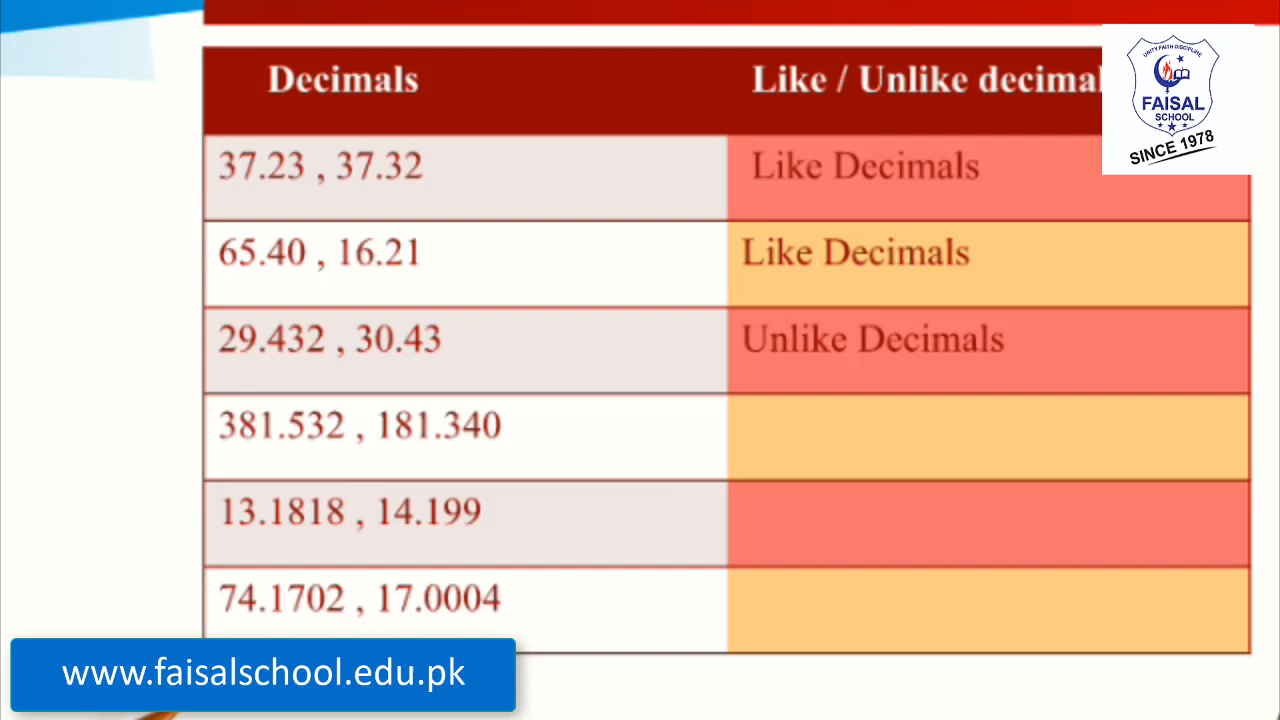 Decimals Like / Unlike decimal
UNITY FAITH DISCIPLINE
FAISAL
SCHOOL
SINCE 1978
37.23 , 37.32 Like Decimals
65.40 , 16.21 Like Decimals
29.432 , 30.43 Unlike Decimals
381.532 , 181.340
13.1818 , 14.199
74.1702 , 17.0004
www.faisalschool.edu.pk